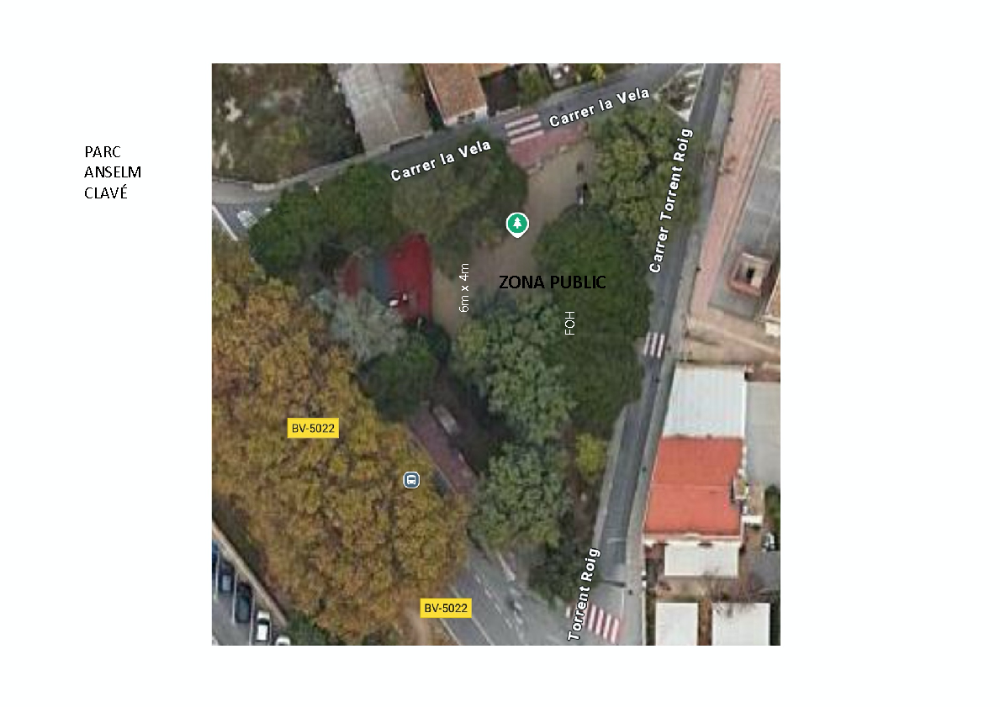 PARC
ANSELM
CLAVÉ
Carrer la Vela
Carrer la Vela
Carrer Torrent Roig
6m x 4m
ZONA PUBLIC
FOH
BV-5022
BV-5022
Torrent Roig